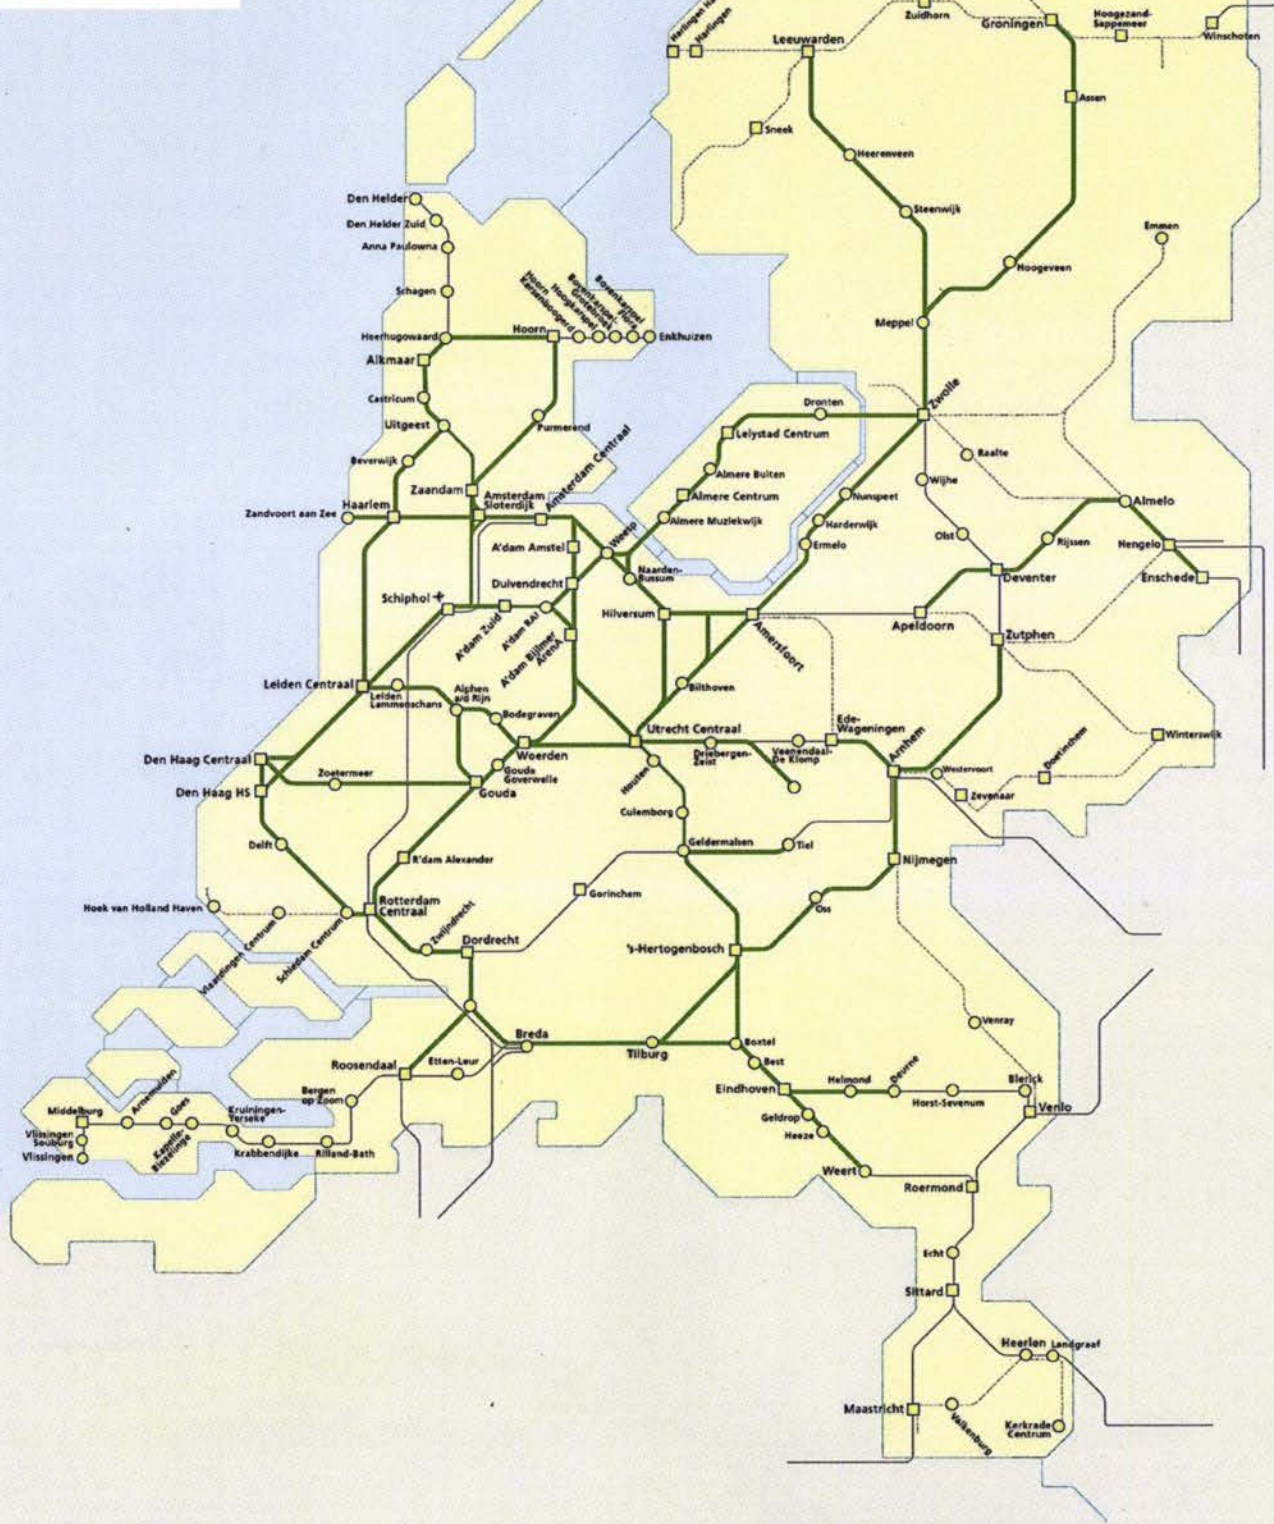 Harlingen Ha
Harlingen
Zuidhorn
Groningen
Hoogezand-
Sappemeer
Winschoten
Leeuwarden
Assen
Sneek
Heerenveen
Den Helder
Den Helder Zuid
Anna Paulowna
Steenwijk
Emmen
Hoogeveen
Schagen
Hoorn
Kersenboogerd
Hoogkarspel
Bovenkarspel-
Grotebroek
Bovenkarspel
Flora
Meppel
Heerhugowaard
Hoorn
Enkhuizen
Alkmaar
Castricum
Dronten
Zwolle
Uitgeest
Purmerend
Lelystad Centrum
Raalte
Beverwijk
Almere Buiten
Wijhe
Zaandam
Amsterdam
Sloterdijk
Amsterdam Centraal
Almere Centrum
Nunspeet
Almelo
Haarlem
Zandvoort aan Zee
Almere Muziekwijk
Harderwijk
Olst
Rijssen
A'dam Amstel
Weesp
Ermelo
Hengelo
Naarden-
Bussum
Duivendrecht
Deventer
Enschede
Schiphol
A'dam Zuid
A'dam RAI
Hilversum
Amersfoort
Apeldoorn
Zutphen
A'dam Bijlmer
ArenA
Leiden Centraal
Leiden
Lammenschans
Alphen
a/d Rijn
Bilthoven
Bodegraven
Utrecht Centraal
Ede-
Wageningen
Winterswijk
Den Haag Centraal
Woerden
Driebergen-
Zeist
Veenendaal-
De Klomp
Arnhem
Doetinchem
Zoetermeer
Gouda
Goverwelle
Houten
Westervoort
Den Haag HS
Gouda
Zevenaar
Culemborg
Delft
Geldermalsen
Tiel
R'dam Alexander
Nijmegen
Gorinchem
Hoek van Holland Haven
Rotterdam
Centraal
Oss
Vlaardingen Centrum
Schiedam Centrum
Zwijndrecht
Dordrecht
's-Hertogenbosch
Venray
Breda
Tilburg
Boxtel
Roosendaal
Etten-Leur
Best
Eindhoven
Helmond
Deurne
Horst-Sevenum
Blerick
Venlo
Bergen
op Zoom
Middelburg
Arnemuiden
Goes
Kruiningen-
Yerseke
Geldrop
Vlissingen
Souburg
Kapelle-
Biezelinge
Heeze
Vlissingen
Krabbendijke
Rilland-Bath
Weert
Roermond
Echt
Sittard
Heerlen
Landgraaf
Maastricht
Valkenburg
Kerkrade
Centrum